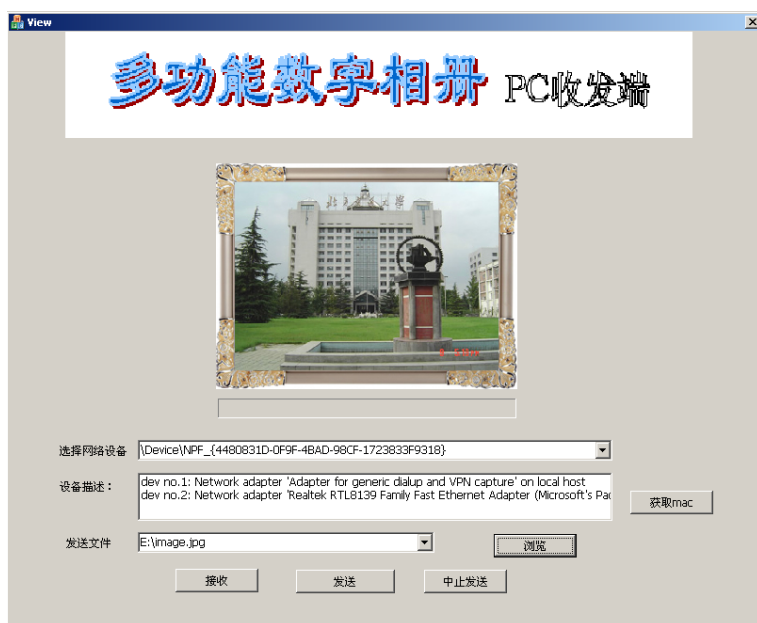 View
多功能数字相册 PC收发端
选择网络设备 \Device\NPF_{4480831D-0F9F-4BAD-98CF-1723833F9318}
设备描述：
dev no.1: Network adapter 'Adapter for generic dialup and VPN capture' on local host
dev no.2: Network adapter 'Realtek RTL8139 Family Fast Ethernet Adapter (Microsoft's Pac
获取mac
发送文件 E:\image.jpg 浏览
接收 发送 中止发送